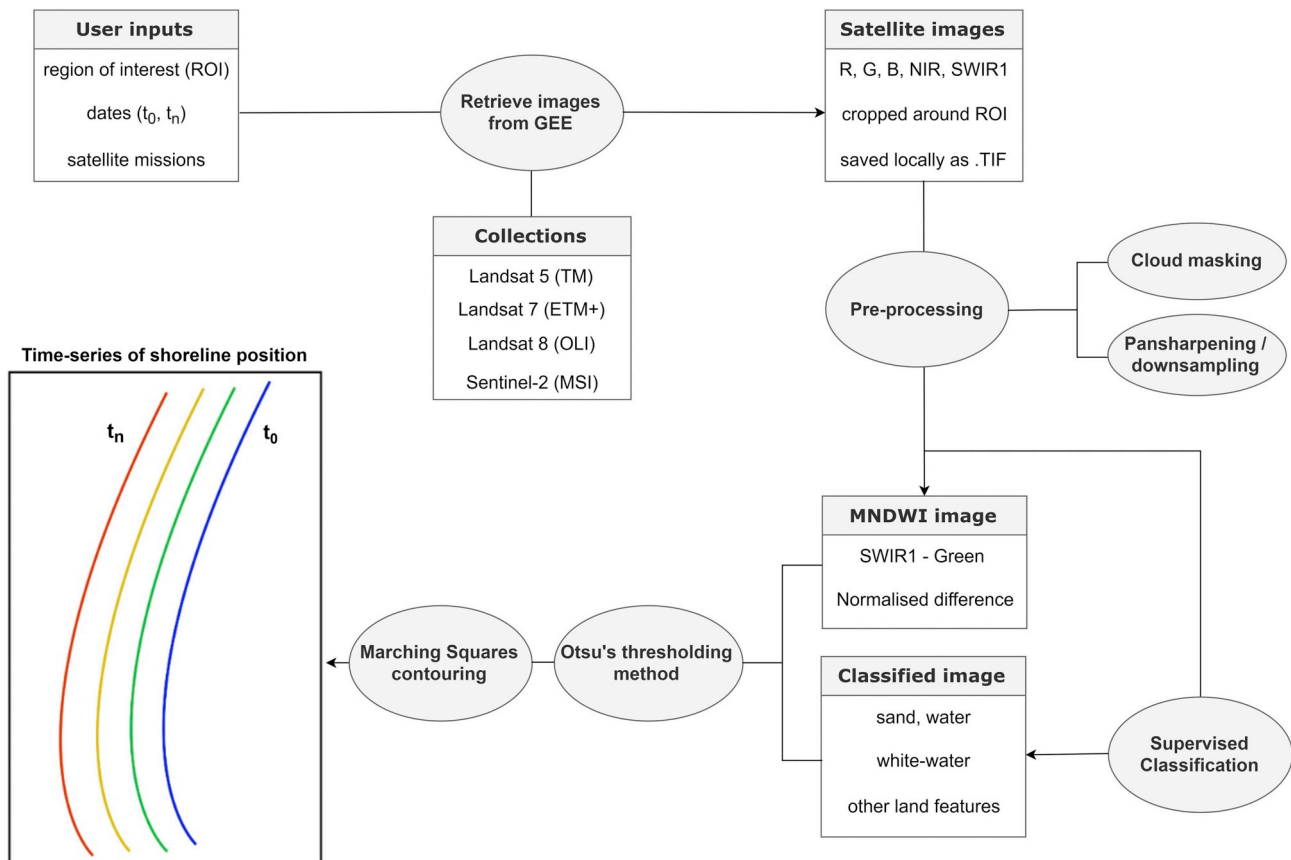 User inputs
region of interest (ROI)
dates (t0, tn)
satellite missions
Retrieve images
from GEE
Satellite images
R, G, B, NIR, SWIR1
cropped around ROI
saved locally as .TIF
Collections
Landsat 5 (TM)
Landsat 7 (ETM+)
Landsat 8 (OLI)
Sentinel-2 (MSI)
Pre-processing
Cloud masking
Pansharpening /
downsampling
MNDWI image
SWIR1 - Green
Normalised difference
Supervised
Classification
Classified image
sand, water
white-water
other land features
Otsu's thresholding
method
Marching Squares
contouring
Time-series of shoreline position
tn
t0